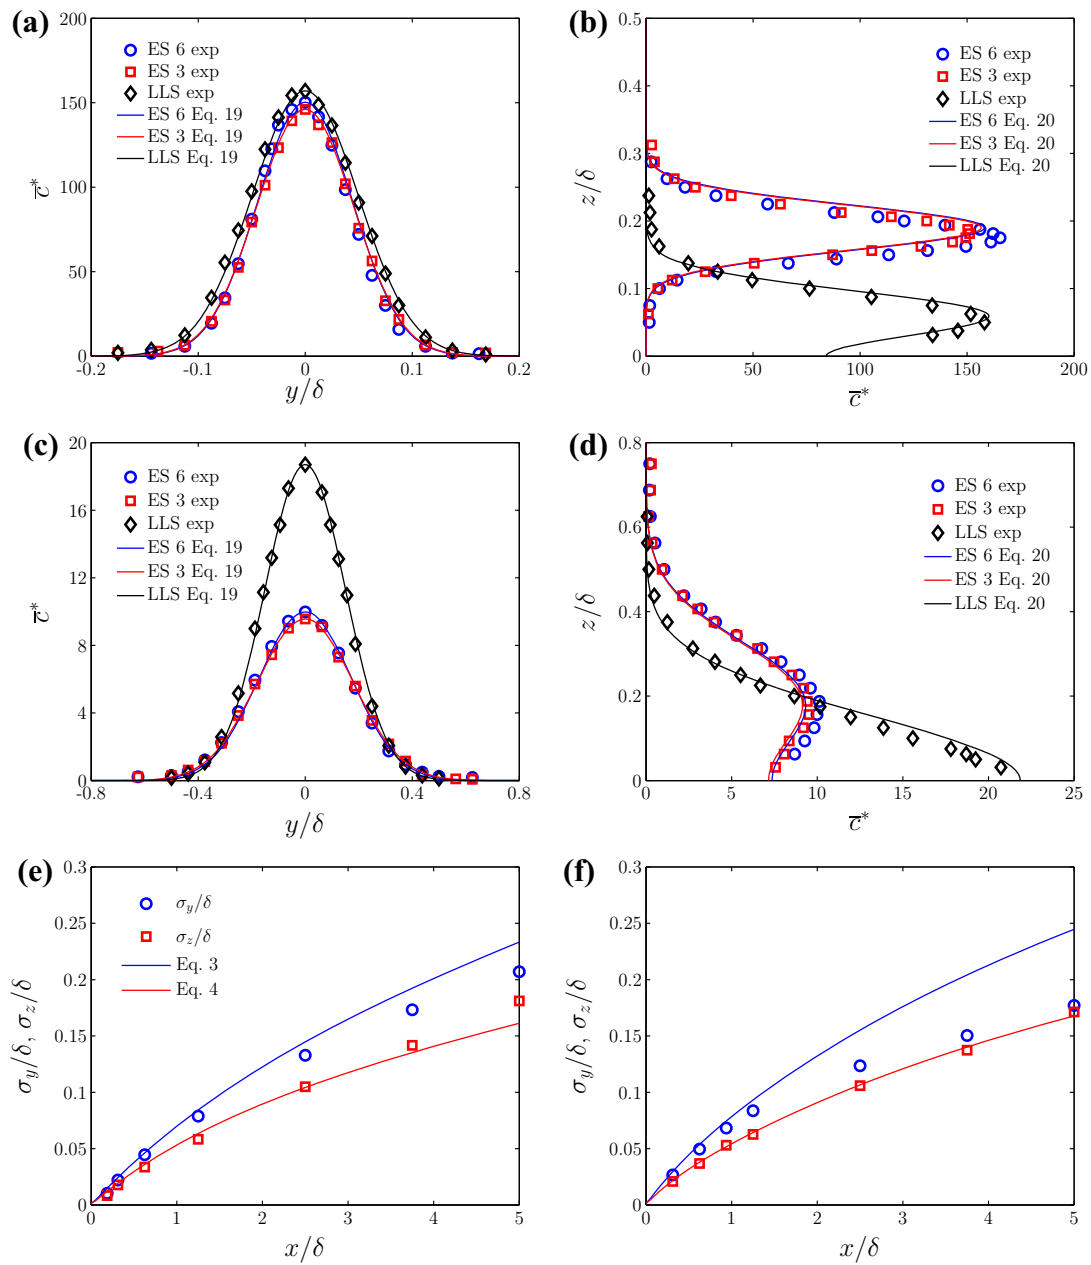 (a)
200
150
100
50
0
-0.2
-0.1
0
0.1
0.2
c̅*
y/δ
ES 6 exp
ES 3 exp
LLS exp
ES 6 Eq. 19
ES 3 Eq. 19
LLS Eq. 19
(b)
0.5
0.4
0.3
0.2
0.1
0
0
50
100
150
200
z/δ
c̅*
ES 6 exp
ES 3 exp
LLS exp
ES 6 Eq. 20
ES 3 Eq. 20
LLS Eq. 20
(c)
20
16
12
8
4
0
-0.8
-0.4
0
0.4
0.8
c̅*
y/δ
ES 6 exp
ES 3 exp
LLS exp
ES 6 Eq. 19
ES 3 Eq. 19
LLS Eq. 19
(d)
0.8
0.6
0.4
0.2
0
0
5
10
15
20
25
z/δ
c̅*
ES 6 exp
ES 3 exp
LLS exp
ES 6 Eq. 20
ES 3 Eq. 20
LLS Eq. 20
(e)
0.3
0.25
0.2
0.15
0.1
0.05
0
0
1
2
3
4
5
σy/δ, σz/δ
x/δ
σy/δ
σz/δ
Eq. 3
Eq. 4
(f)
0.3
0.25
0.2
0.15
0.1
0.05
0
0
1
2
3
4
5
σy/δ, σz/δ
x/δ